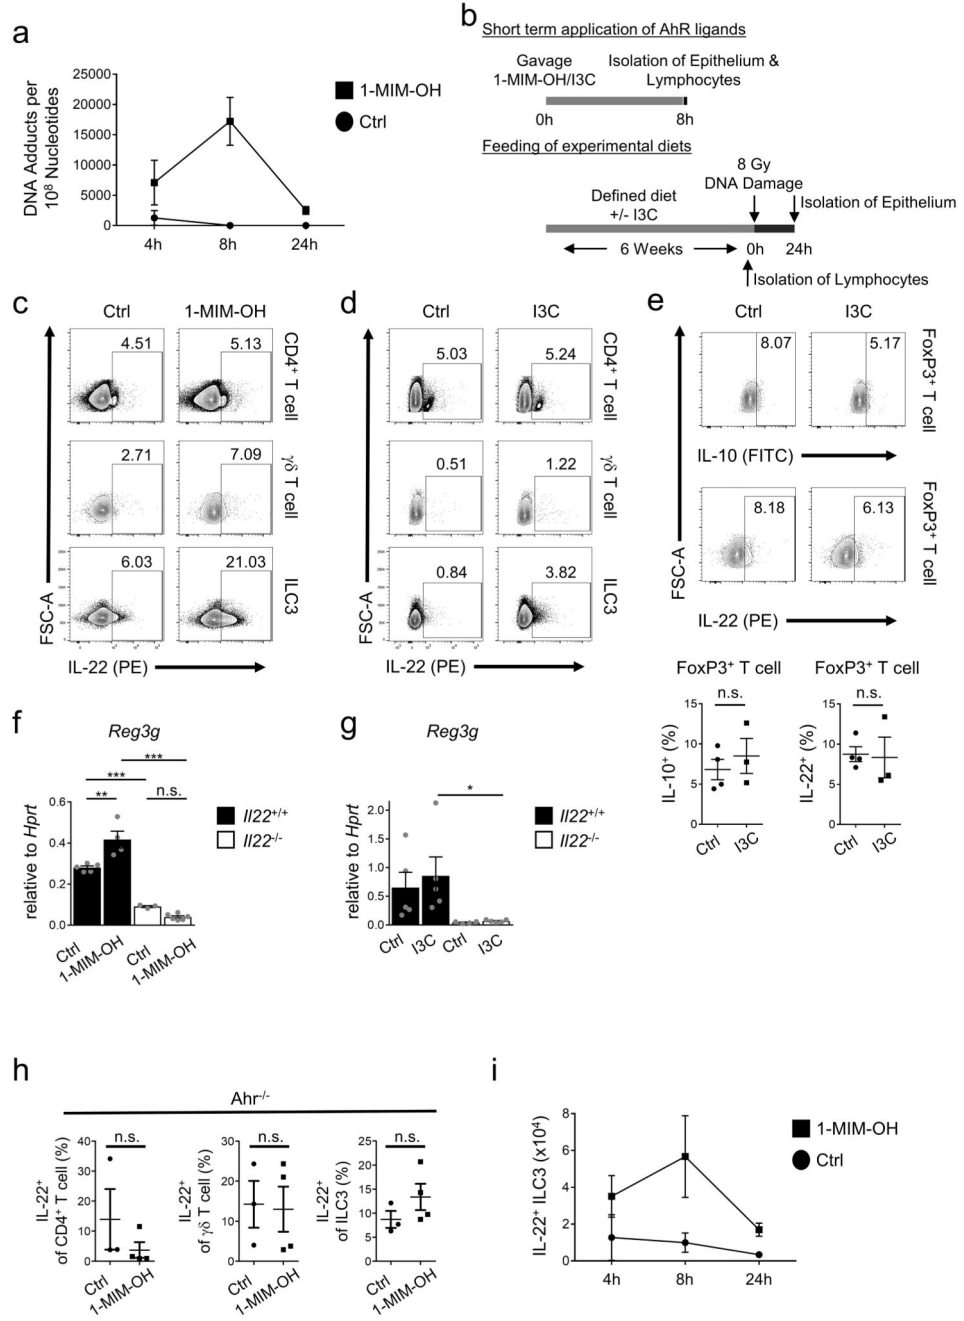 a
DNA Adducts per
10⁸ Nucleotides
25000
20000
15000
10000
5000
0
4h
8h
24h
1-MIM-OH
Ctrl
b
Short term application of AhR ligands
Gavage
1-MIM-OH/I3C
Isolation of Epithelium &
Lymphocytes
0h
8h
Feeding of experimental diets
8 Gy
DNA Damage
Defined diet
+/- I3C
Isolation of Epithelium
6 Weeks
0h
24h
Isolation of Lymphocytes
c
Ctrl
1-MIM-OH
4.51
5.13
CD4⁺ T cell
2.71
7.09
γδ T cell
6.03
21.03
ILC3
FSC-A
IL-22 (PE)
d
Ctrl
I3C
5.03
5.24
CD4⁺ T cell
0.51
1.22
γδ T cell
0.84
3.82
ILC3
FSC-A
IL-22 (PE)
e
Ctrl
I3C
8.07
5.17
FoxP3⁺ T cell
IL-10 (FITC)
8.18
6.13
FoxP3⁺ T cell
FSC-A
IL-22 (PE)
FoxP3⁺ T cell
n.s.
IL-10⁺ (%)
15
10
5
0
Ctrl
I3C
FoxP3⁺ T cell
n.s.
IL-22⁺ (%)
15
10
5
0
Ctrl
I3C
f
Reg3g
***
***
**
n.s.
relative to Hprt
0.6
0.4
0.2
0.0
Ctrl
1-MIM-OH
Ctrl
1-MIM-OH
Il22⁺/⁺
Il22⁻/⁻
g
Reg3g
*
relative to Hprt
2.0
1.5
1.0
0.5
0.0
Ctrl
I3C
Ctrl
I3C
Il22⁺/⁺
Il22⁻/⁻
h
Ahr⁻/⁻
n.s.
IL-22⁺
of CD4⁺ T cell (%)
40
30
20
10
0
Ctrl
1-MIM-OH
n.s.
IL-22⁺
of γδ T cell (%)
30
20
10
0
Ctrl
1-MIM-OH
n.s.
IL-22⁺
of ILC3 (%)
25
20
15
10
5
0
Ctrl
1-MIM-OH
i
IL-22⁺ ILC3 (x10⁴)
8
6
4
2
0
4h
8h
24h
1-MIM-OH
Ctrl